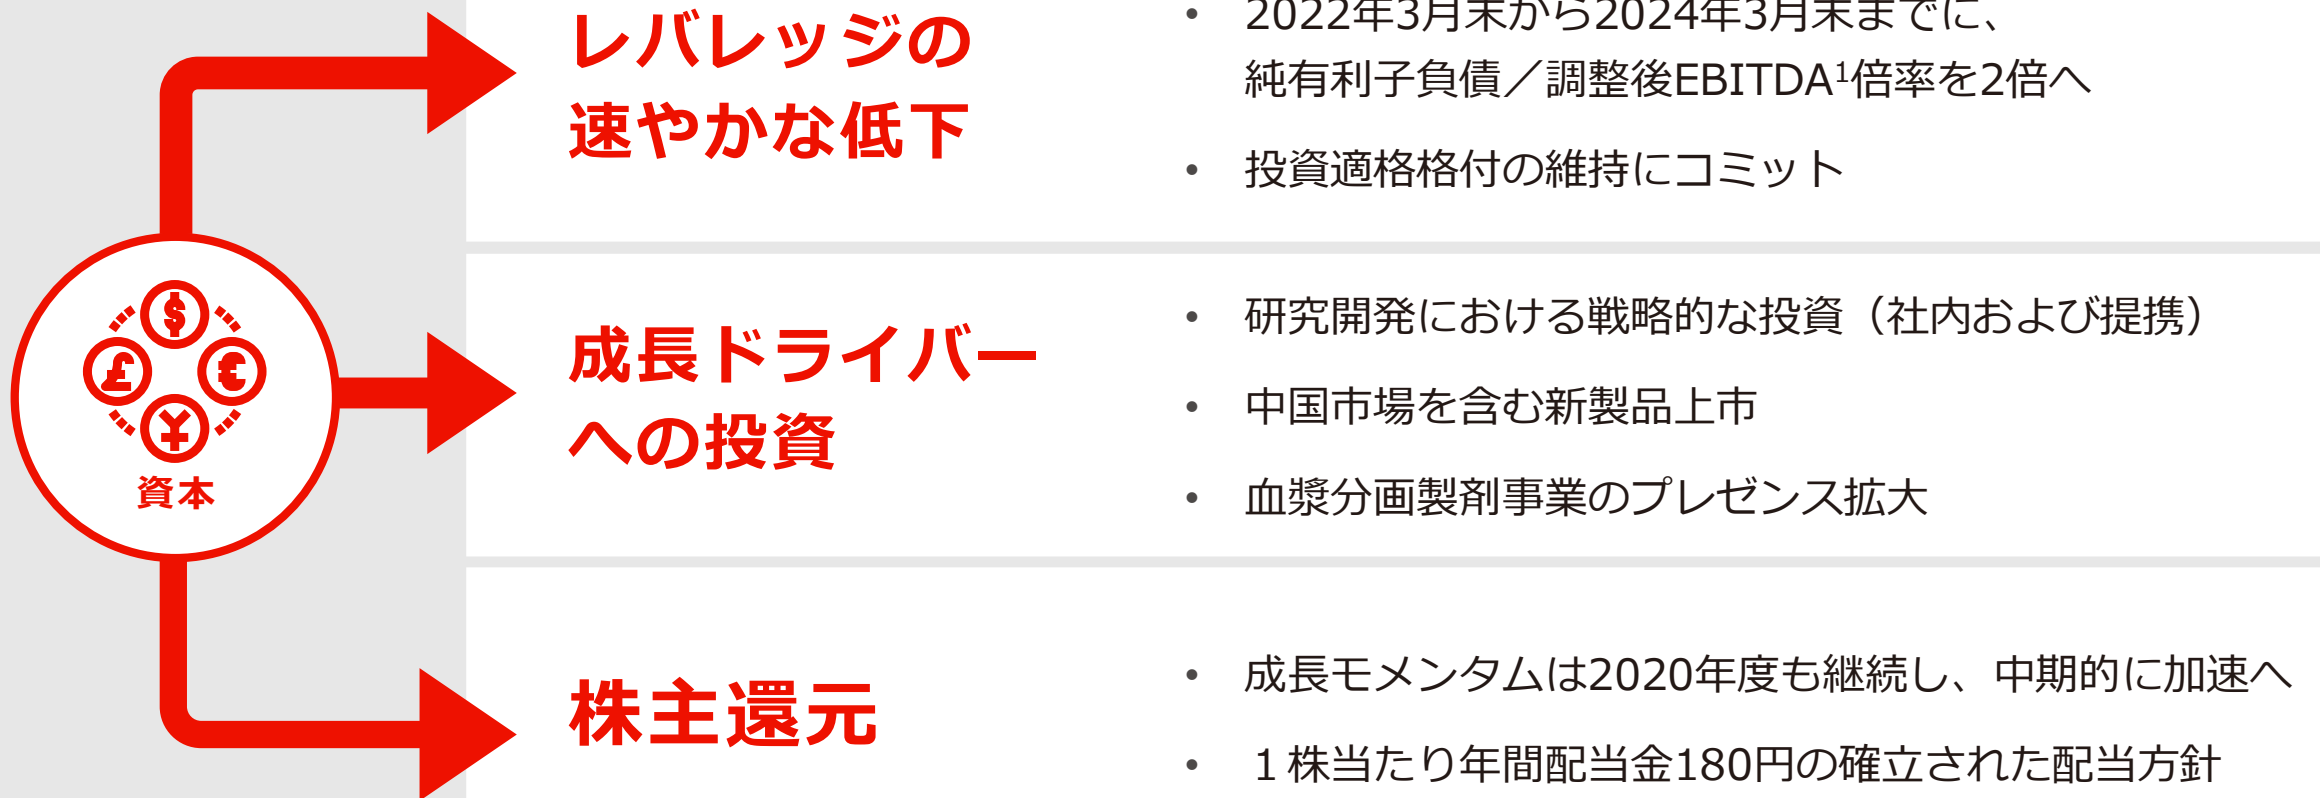 レバレッジの
速やかな低下
• 2022年3月末から2024年3月末までに、
純有利子負債／調整後EBITDA¹倍率を2倍へ
• 投資適格格付の維持にコミット
$
£
€
¥
資本
成長ドライバー
への投資
• 研究開発における戦略的な投資（社内および提携）
• 中国市場を含む新製品上市
• 血漿分画製剤事業のプレゼンス拡大
株主還元
• 成長モメンタムは2020年度も継続し、中期的に加速へ
• １株当たり年間配当金180円の確立された配当方針